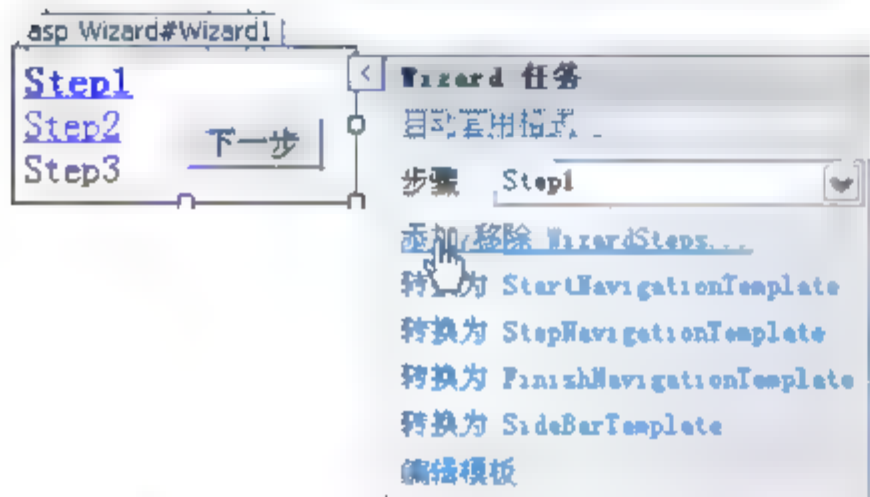 asp Wizard#Wizard1
Step1
Step2
Step3
下一步
Wizard 任务
自动套用格式...
步骤 Step1
添加/移除 WizardSteps...
转换为 StartNavigationTemplate
转换为 StepNavigationTemplate
转换为 FinishNavigationTemplate
转换为 SideBarTemplate
编辑模板